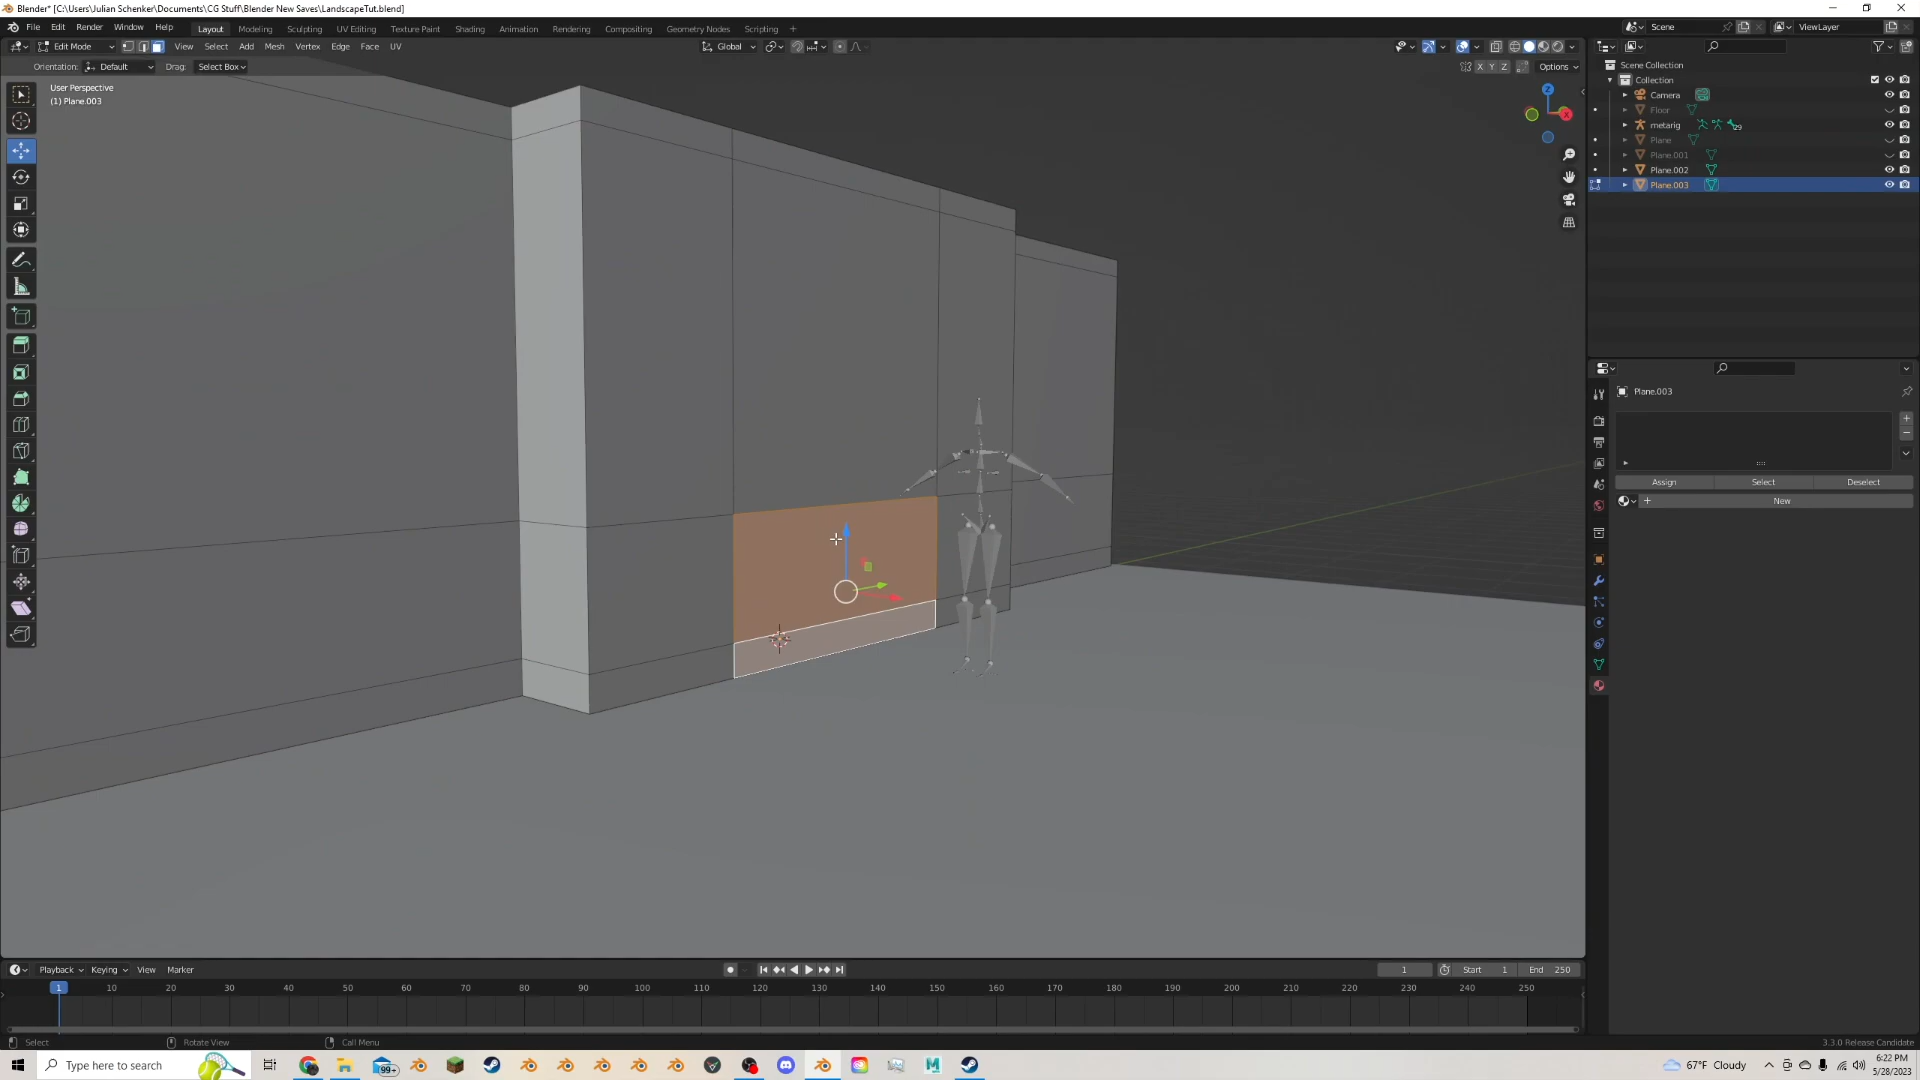 Blender* [C:\Users\Julian Schenker\Documents\CG Stuff\Blender New Saves\LandscapeTut.blend]
File Edit Render Window Help Layout Modeling Sculpting UV Editing Texture Paint Shading Animation Rendering Compositing Geometry Nodes Scripting + Scene ViewLayer
Edit Mode View Select Add Mesh Vertex Edge Face UV Global
Orientation: Default Drag: Select Box X Y Z Options
User Perspective
(1) Plane.003
Z
X
Scene Collection
Collection
Camera
Floor
metarig 29
Plane
Plane.001
Plane.002
Plane.003
Plane.003
Assign Select Deselect
New
Playback Keying View Marker 1 Start 1 End 250
1 10 20 30 40 50 60 70 80 90 100 110 120 130 140 150 160 170 180 190 200 210 220 230 240 250
Select Rotate View Call Menu 3.3.0 Release Candidate
Type here to search 99+ 67°F Cloudy 6:22 PM
5/28/2023